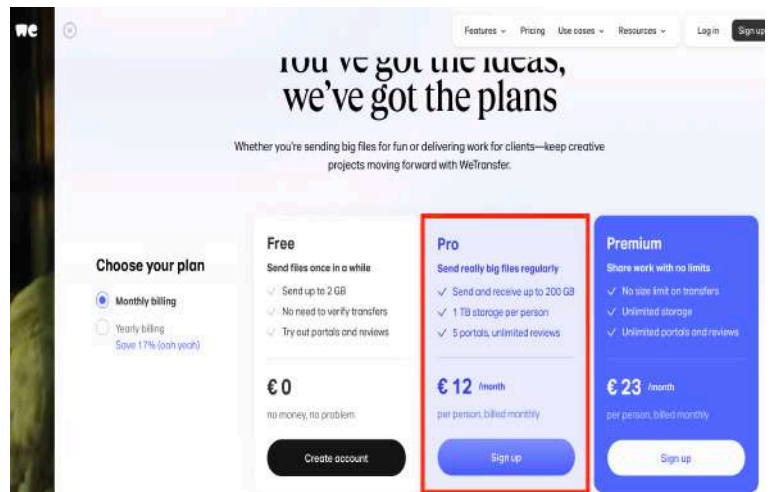 we
Features Pricing Use cases Resources Log in Sign up
You've got the ideas,
we've got the plans
Whether you're sending big files for fun or delivering work for clients—keep creative
projects moving forward with WeTransfer.
Choose your plan
Monthly billing
Yearly billing
Save 17% (ooh yeah)
Free
Send files once in a while
Send up to 2 GB
No need to verify transfers
Try out portals and reviews
€ 0
no money, no problem
Create account
Pro
Send really big files regularly
Send and receive up to 200 GB
1 TB storage per person
5 portals, unlimited reviews
€ 12 /month
per person, billed monthly
Sign up
Premium
Share work with no limits
No size limit on transfers
Unlimited storage
Unlimited portals and reviews
€ 23 /month
per person, billed monthly
Sign up